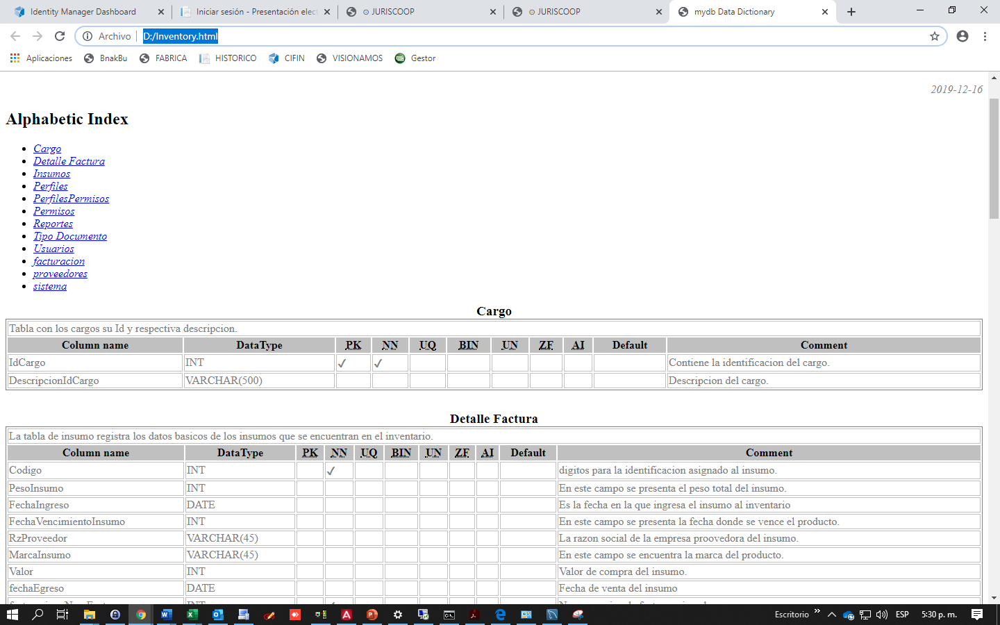 Identity Manager Dashboard
Iniciar sesión - Presentación elect
⊙ JURISCOOP
⊙ JURISCOOP
mydb Data Dictionary
Archivo | D:/Inventory.html
Aplicaciones BnakBu FABRICA HISTORICO CIFIN VISIONAMOS Gestor
2019-12-16
Alphabetic Index
Cargo
Detalle Factura
Insumos
Perfiles
PerfilesPermisos
Permisos
Reportes
Tipo Documento
Usuarios
facturacion
proveedores
sistema
Cargo
Tabla con los cargos su Id y respectiva descripcion.
Column name DataType PK NN UQ BIN UN ZF AI Default Comment
IdCargo INT ✓ ✓ Contiene la identificacion del cargo.
DescripcionIdCargo VARCHAR(500) Descripcion del cargo.
Detalle Factura
La tabla de insumo registra los datos basicos de los insumos que se encuentran en el inventario.
Column name DataType PK NN UQ BIN UN ZF AI Default Comment
Codigo INT ✓ digitos para la identificacion asignado al insumo.
PesoInsumo INT En este campo se presenta el peso total del insumo.
FechaIngreso DATE Es la fecha en la que ingresa el insumo al inventario
FechaVencimientoInsumo INT En este campo se presenta la fecha donde se vence el producto.
RzProveedor VARCHAR(45) La razon social de la empresa proovedora del insumo.
MarcaInsumo VARCHAR(45) En este campo se encuentra la marca del producto.
Valor INT Valor de compra del insumo.
fechaEgreso DATE Fecha de venta del insumo
Escritorio » ESP 5:30 p. m.